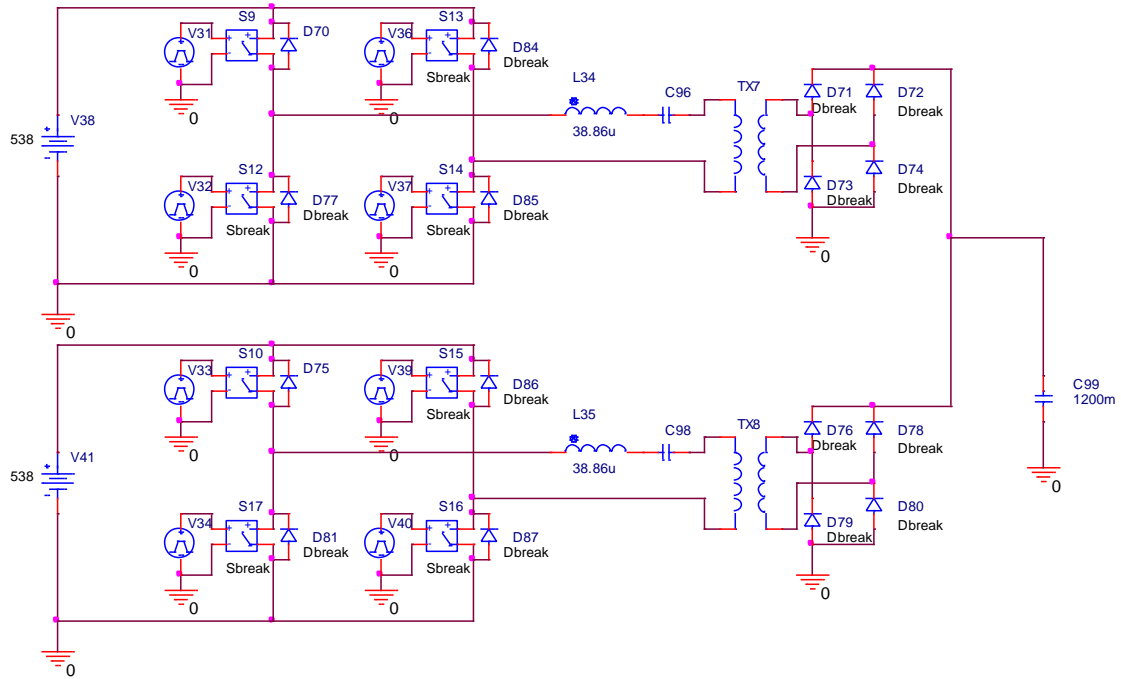 S9
S13
V31
D70
V36
D84
Dbreak
Sbreak
L34
TX7
C96
D71
D72
Dbreak
Dbreak
0
0
V38
538
38.86u
S12
S14
V32
D77
V37
D85
Dbreak
Dbreak
Sbreak
Sbreak
D74
D73
Dbreak
Dbreak
0
0
0
0
S10
S15
V33
D75
V39
D86
Dbreak
Sbreak
C99
1200m
L35
TX8
C98
D76
D78
Dbreak
Dbreak
0
0
V41
538
38.86u
0
S17
S16
V34
D81
V40
D87
Dbreak
Dbreak
Sbreak
Sbreak
D80
D79
Dbreak
Dbreak
0
0
0
0